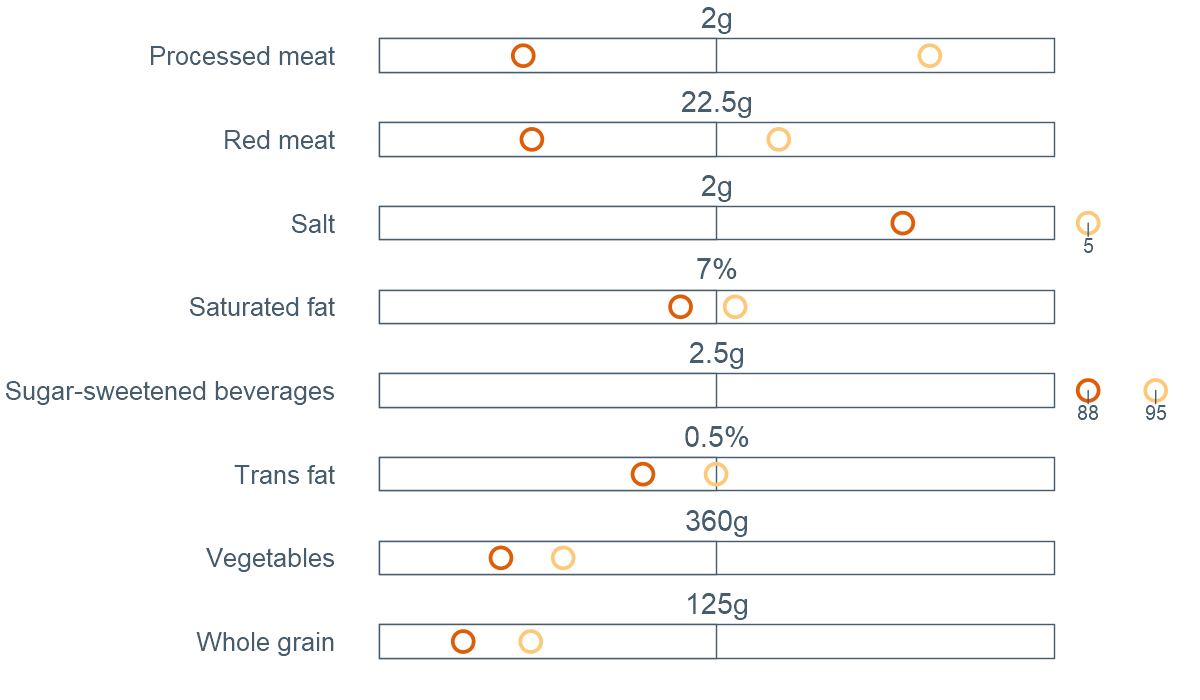 2g
Processed meat
22.5g
Red meat
2g
Salt
5
7%
Saturated fat
2.5g
Sugar-sweetened beverages
88 95
0.5%
Trans fat
360g
Vegetables
125g
Whole grain